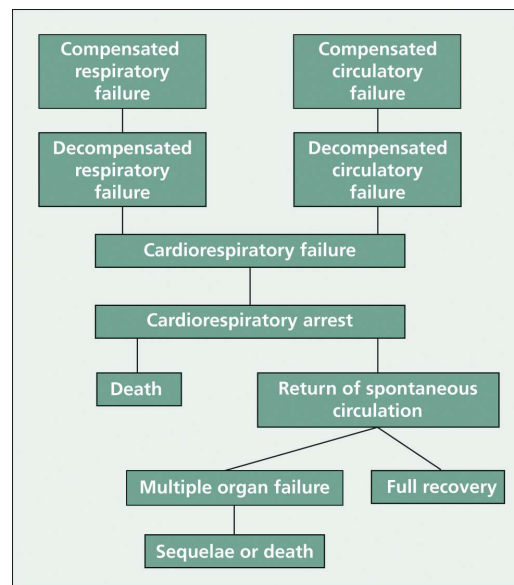 Compensated
respiratory
failure
Compensated
circulatory
failure
Decompensated
respiratory
failure
Decompensated
circulatory
failure
Cardiorespiratory failure
Cardiorespiratory arrest
Death
Return of spontaneous
circulation
Multiple organ failure
Full recovery
Sequelae or death